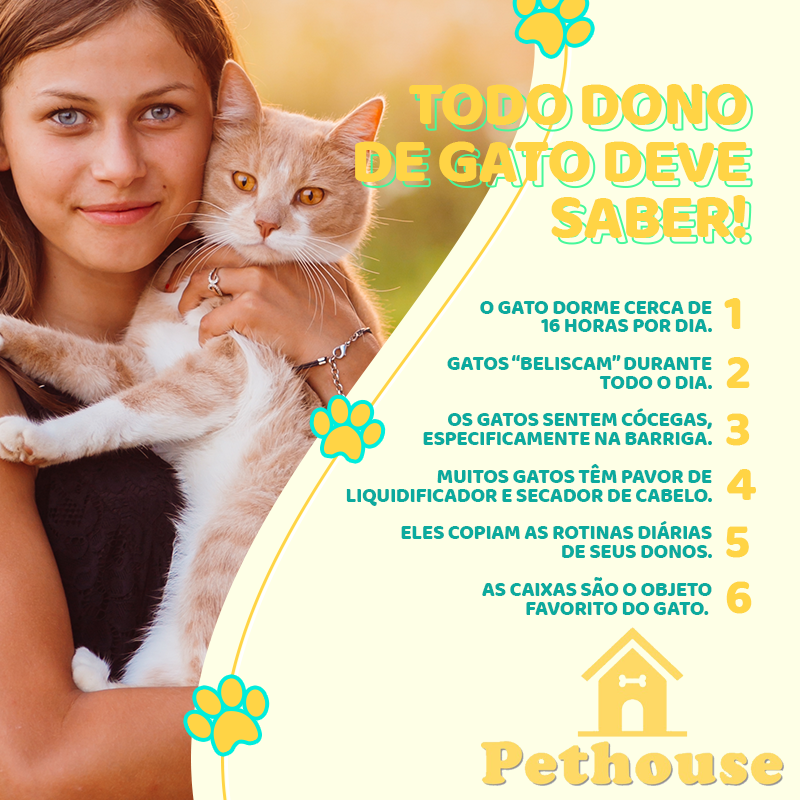 TODO DONO
DE GATO DEVE
SABER!
O GATO DORME CERCA DE
16 HORAS POR DIA.
1
GATOS “BELISCAM” DURANTE
TODO O DIA.
2
OS GATOS SENTEM CÓCEGAS,
ESPECIFICAMENTE NA BARRIGA.
3
MUITOS GATOS TÊM PAVOR DE
LIQUIDIFICADOR E SECADOR DE CABELO.
4
ELES COPIAM AS ROTINAS DIÁRIAS
DE SEUS DONOS.
5
AS CAIXAS SÃO O OBJETO
FAVORITO DO GATO.
6
Pethouse